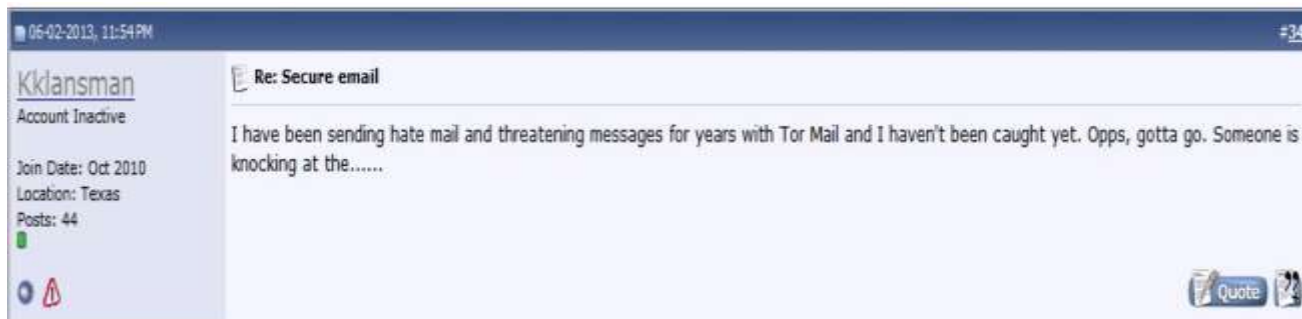 06-02-2013, 11:54 PM
#34
Kklansman
Account Inactive
Join Date: Oct 2010
Location: Texas
Posts: 44
Re: Secure email
I have been sending hate mail and threatening messages for years with Tor Mail and I haven't been caught yet. Opps, gotta go. Someone is
knocking at the......
Quote